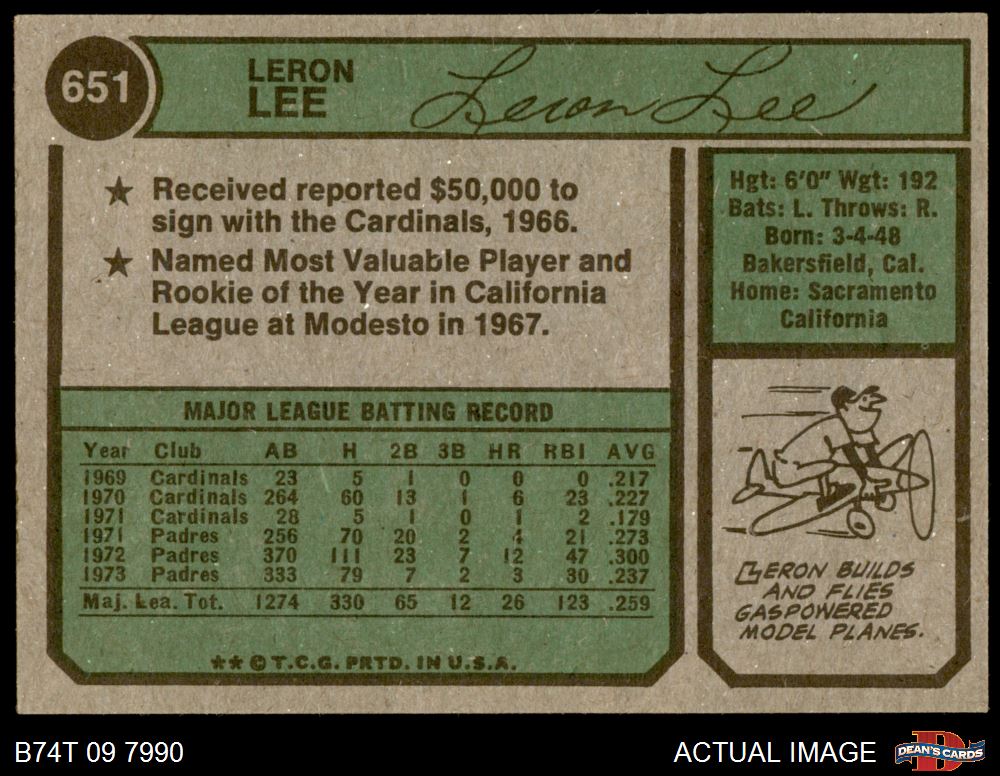 651
LERON
LEE
Leron Lee
★ Received reported $50,000 to
sign with the Cardinals, 1966.
★ Named Most Valuable Player and
Rookie of the Year in California
League at Modesto in 1967.
Hgt: 6'0" Wgt: 192
Bats: L. Throws: R.
Born: 3-4-48
Bakersfield, Cal.
Home: Sacramento
California
MAJOR LEAGUE BATTING RECORD
Year Club AB H 2B 3B HR RBI AVG
1969 Cardinals 23 5 1 0 0 0 .217
1970 Cardinals 264 60 13 1 6 23 .227
1971 Cardinals 28 5 1 0 1 2 .179
1971 Padres 256 70 20 2 4 21 .273
1972 Padres 370 111 23 7 12 47 .300
1973 Padres 333 79 7 2 3 30 .237
Maj. Lea. Tot. 1274 330 65 12 26 123 .259
★★ © T.C.G. PRTD. IN U.S.A.
LERON BUILDS
AND FLIES
GASPOWERED
MODEL PLANES.
B74T 09 7990
ACTUAL IMAGE
DEAN'S CARDS